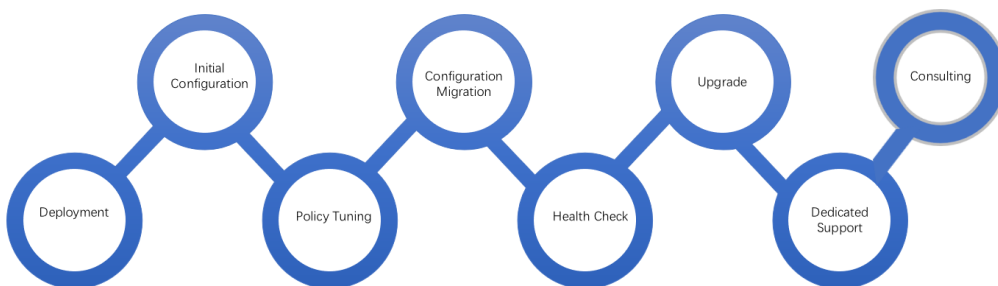 Deployment
Initial
Configuration
Policy Tuning
Configuration
Migration
Health Check
Upgrade
Dedicated
Support
Consulting